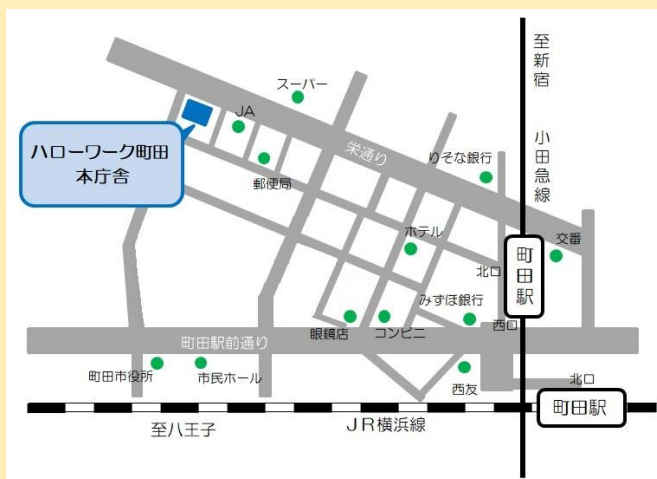 至新宿
小田急線
スーパー
JA
ハローワーク町田
本庁舎
郵便局
栄通り
りそな銀行
ホテル
交番
北口
町田駅
みずほ銀行
西口
眼鏡店
コンビニ
町田駅前通り
町田市役所
市民ホール
西友
北口
町田駅
至八王子
JR横浜線